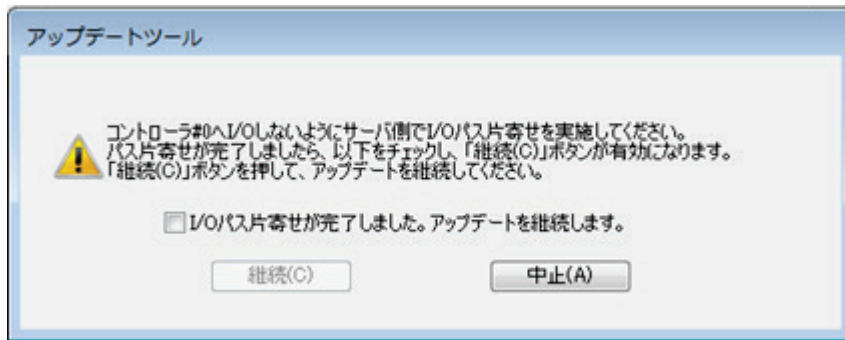 アップデートツール
コントローラ#0へI/OしないようにサーバI側でI/Oパス片寄せを実施してください。
パス片寄せが完了しましたら、以下をチェックし、「継続(C)」ボタンが有効になります。
「継続(C)」ボタンを押して、アップデートを継続してください。
I/Oパス片寄せが完了しました。アップデートを継続します。
継続(C)
中止(A)